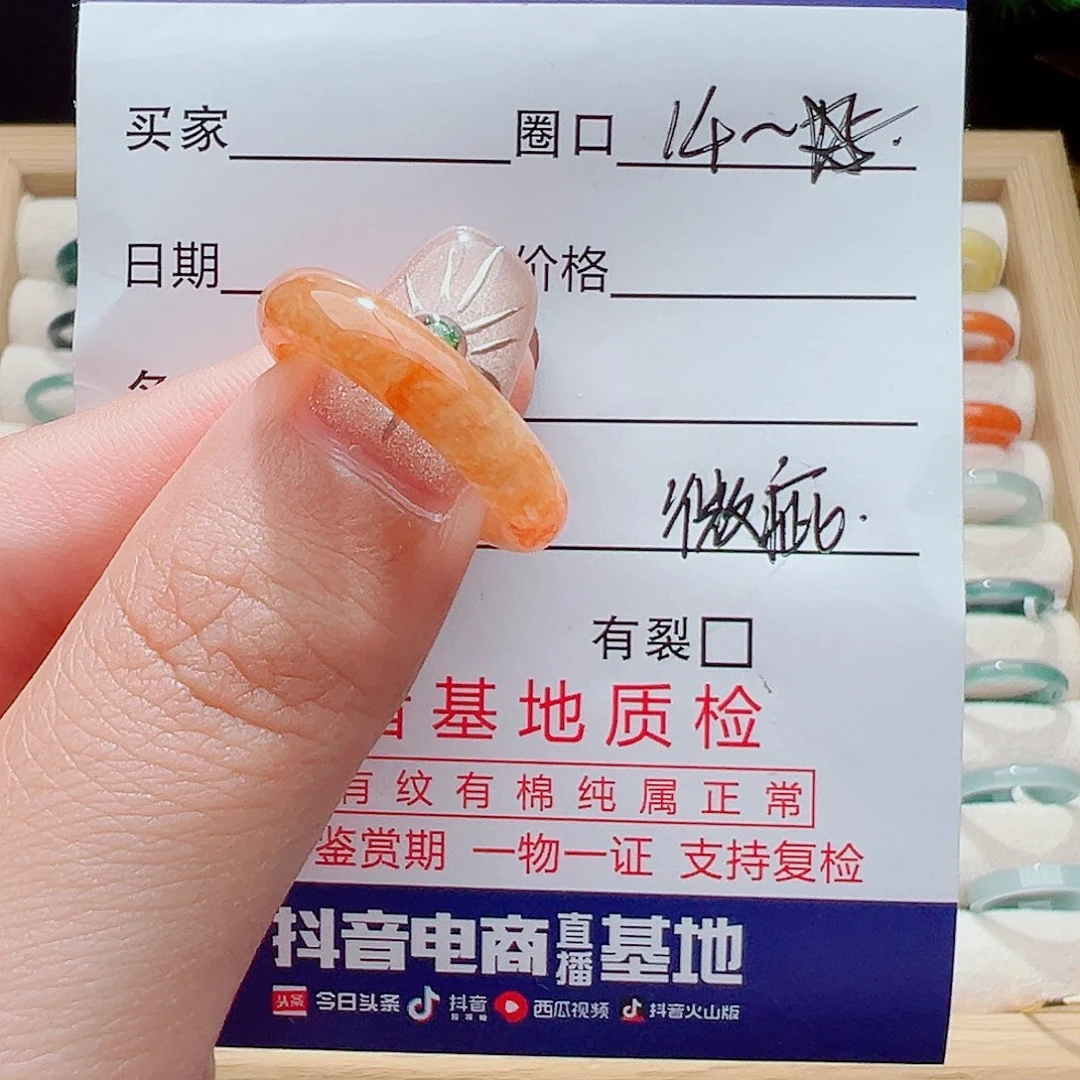 买家 圈口 14~
日期 价格
微疵.
有裂
基地质检
有纹有棉纯属正常
鉴赏期 一物一证 支持复检
抖音电商直播基地
头条 今日头条 抖音 西瓜视频 抖音火山版